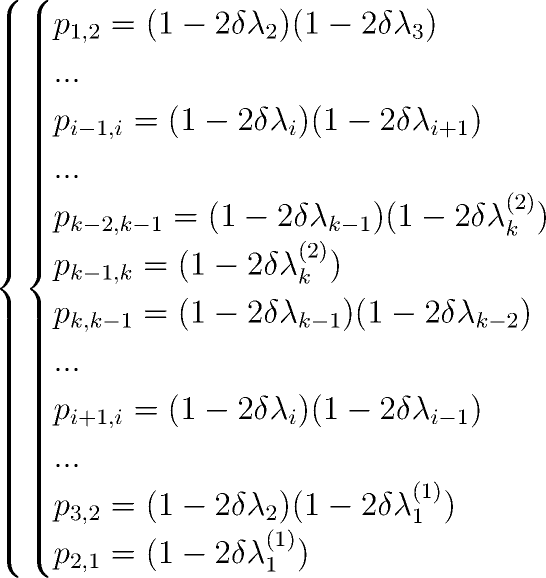 p_{1,2} = (1 − 2δλ_2)(1 − 2δλ_3)
...
p_{i−1,i} = (1 − 2δλ_i)(1 − 2δλ_{i+1})
...
p_{k−2,k−1} = (1 − 2δλ_{k−1})(1 − 2δλ_k^{(2)})
p_{k−1,k} = (1 − 2δλ_k^{(2)})
p_{k,k−1} = (1 − 2δλ_{k−1})(1 − 2δλ_{k−2})
...
p_{i+1,i} = (1 − 2δλ_i)(1 − 2δλ_{i−1})
...
p_{3,2} = (1 − 2δλ_2)(1 − 2δλ_1^{(1)})
p_{2,1} = (1 − 2δλ_1^{(1)})